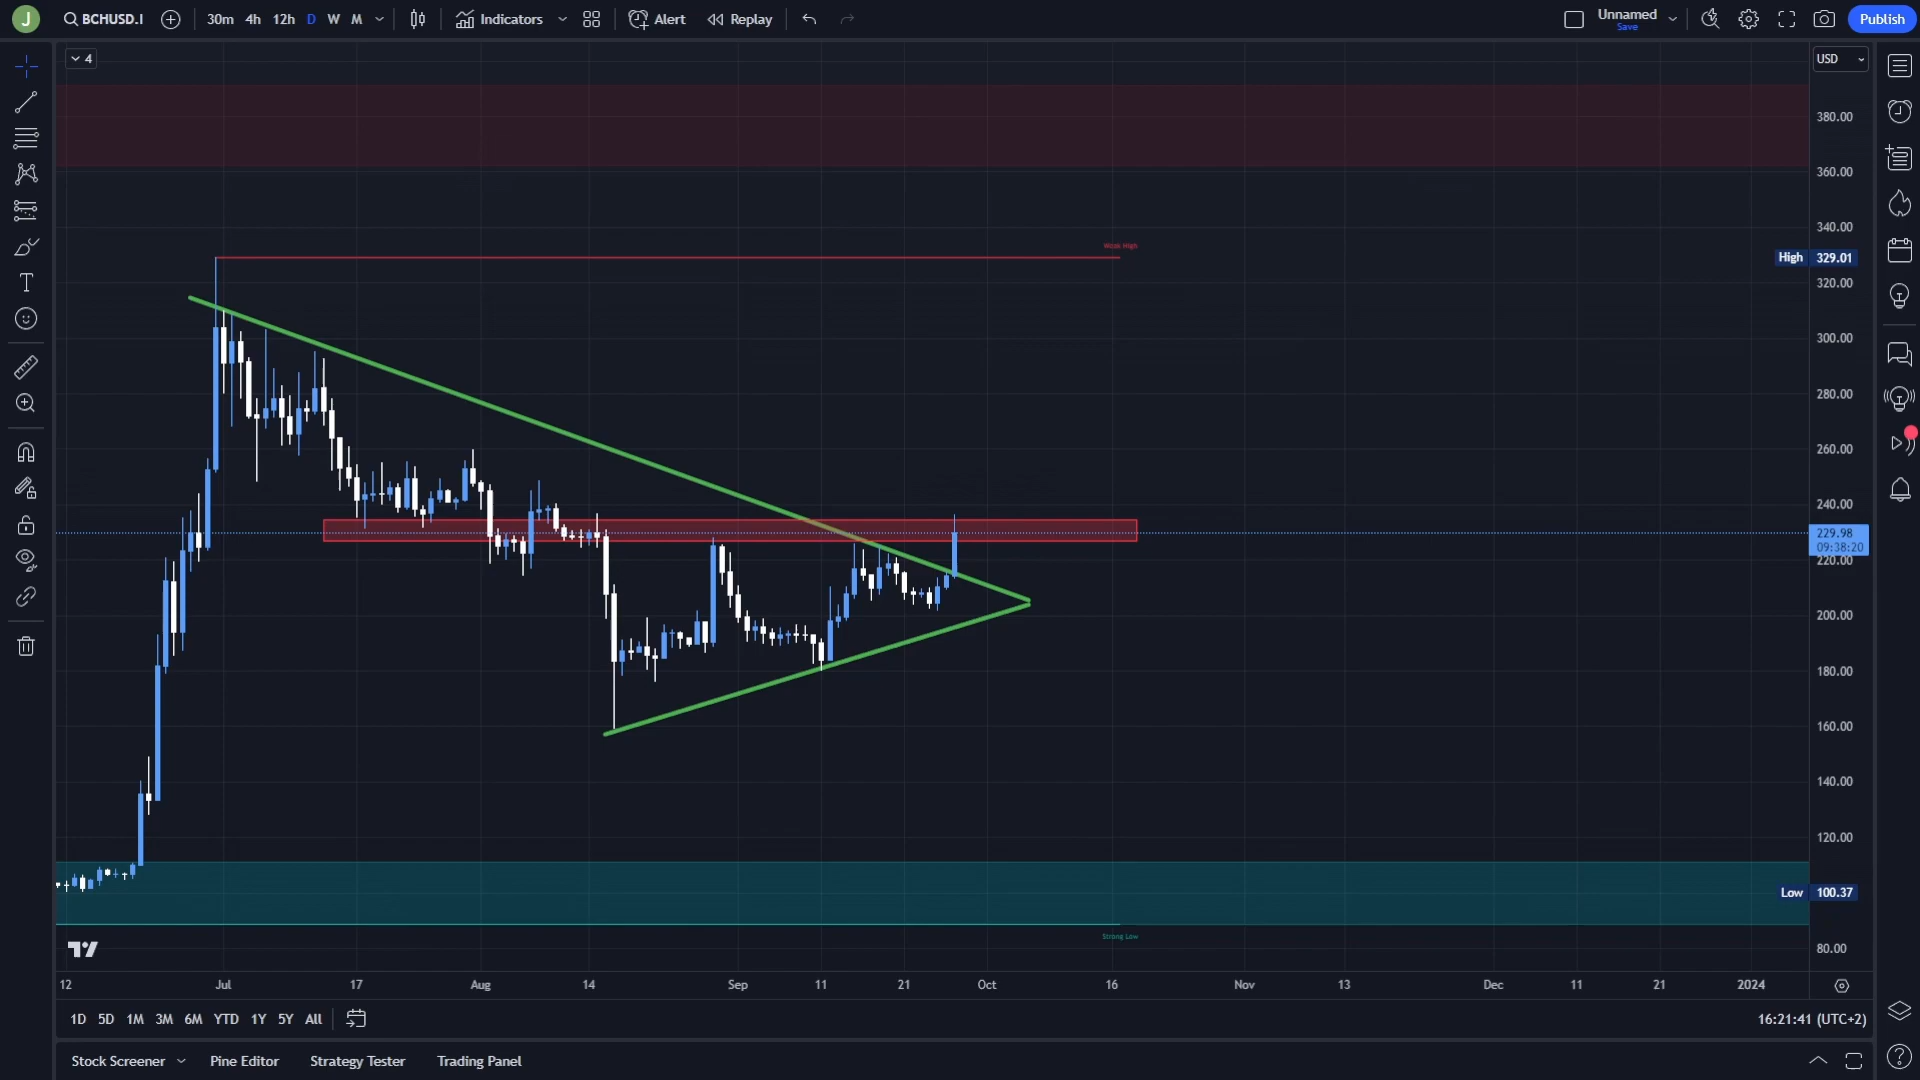 J BCHUSD.I 30m 4h 12h D W M Indicators Alert Replay Unnamed Save Publish
4
USD
380.00
360.00
340.00
Weak High
High 329.01
320.00
300.00
280.00
260.00
240.00
229.98
09:38:20
220.00
200.00
180.00
160.00
140.00
120.00
Low 100.37
Strong Low
80.00
12 Jul 17 Aug 14 Sep 11 21 Oct 16 Nov 13 Dec 11 21 2024
1D 5D 1M 3M 6M YTD 1Y 5Y All 16:21:41 (UTC+2)
Stock Screener Pine Editor Strategy Tester Trading Panel